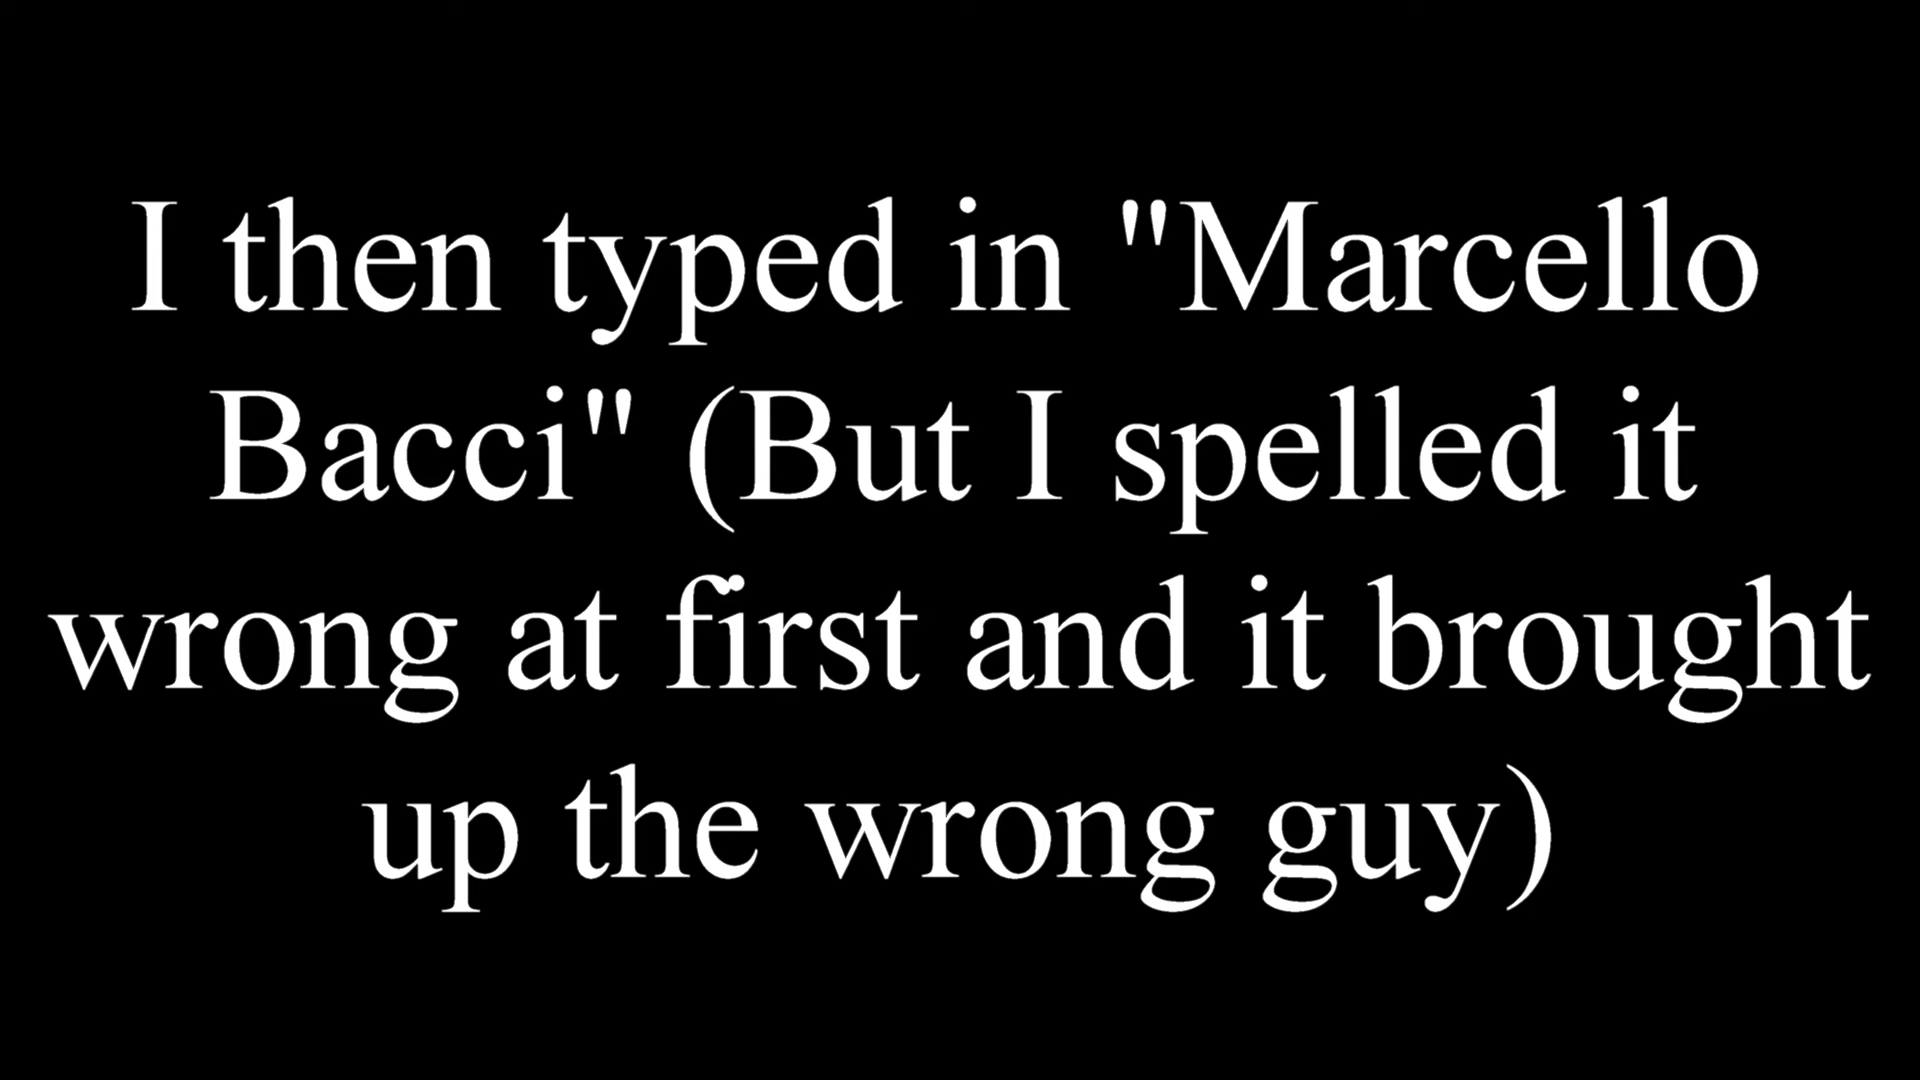 I then typed in "Marcello
Bacci" (But I spelled it
wrong at first and it brought
up the wrong guy)